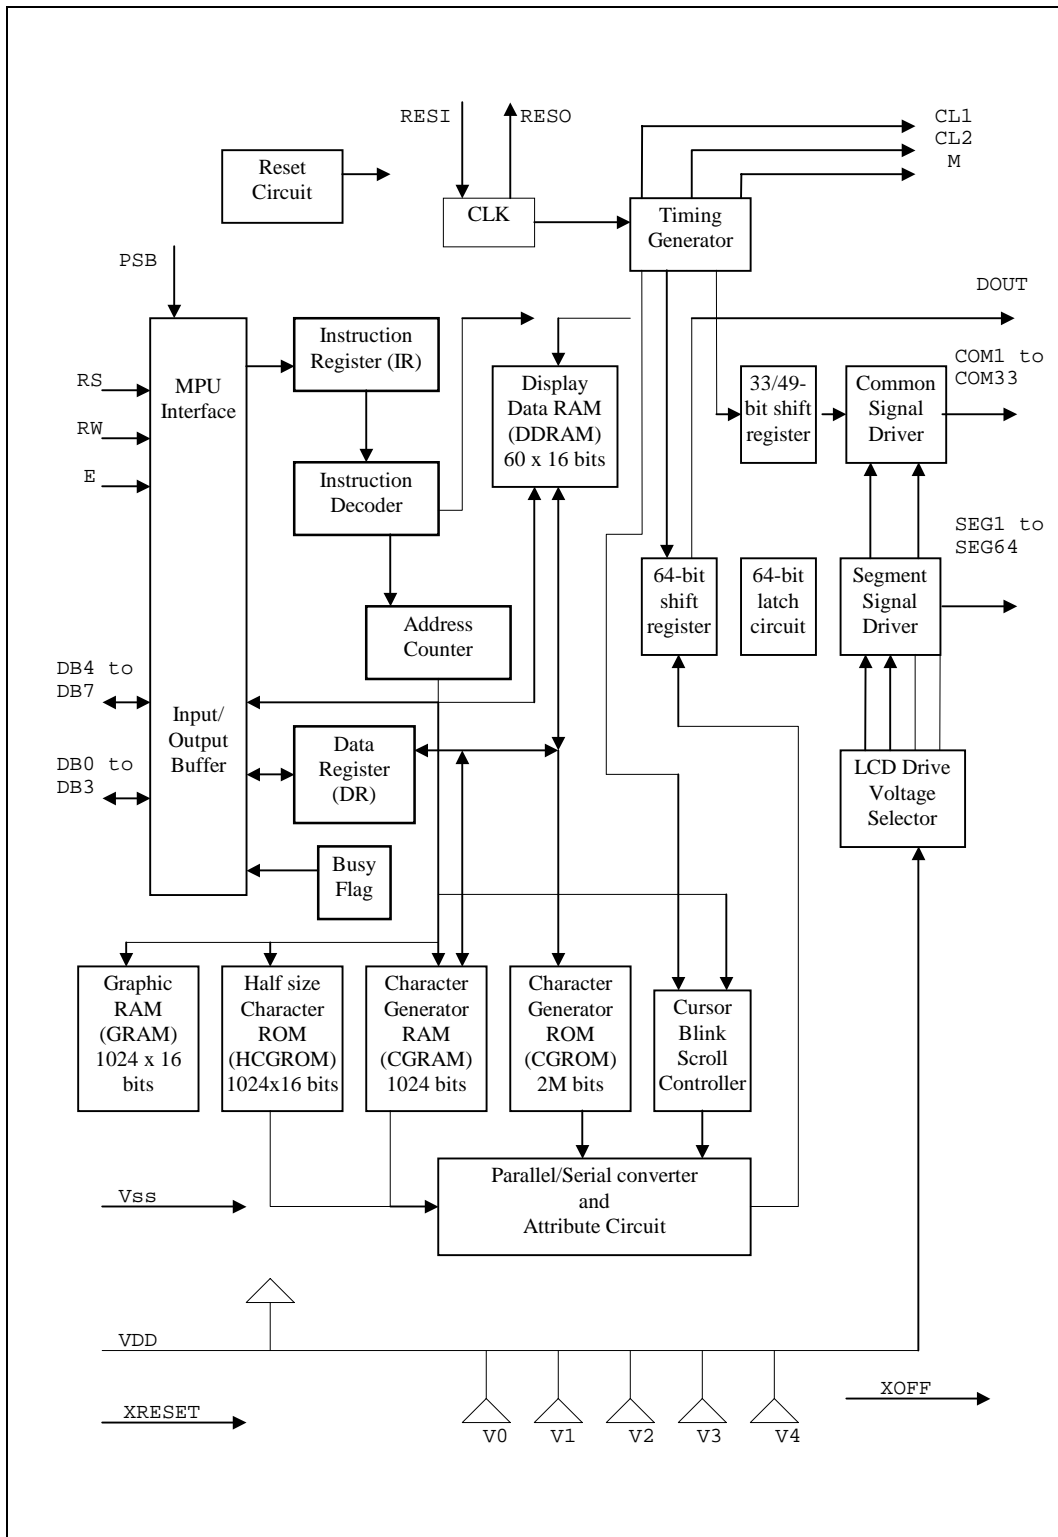 RESI
RESO
CL1
CL2
M
Reset
Circuit
CLK
Timing
Generator
PSB
DOUT
RS
RW
E
MPU
Interface
Instruction
Register (IR)
Display
Data RAM
(DDRAM)
60 x 16 bits
33/49-
bit shift
register
Common
Signal
Driver
COM1 to
COM33
Instruction
Decoder
64-bit
shift
register
64-bit
latch
circuit
Segment
Signal
Driver
SEG1 to
SEG64
Address
Counter
DB4 to
DB7
DB0 to
DB3
Input/
Output
Buffer
Data
Register
(DR)
LCD Drive
Voltage
Selector
Busy
Flag
Graphic
RAM
(GRAM)
1024 x 16
bits
Half size
Character
ROM
(HCGROM)
1024x16 bits
Character
Generator
RAM
(CGRAM)
1024 bits
Character
Generator
ROM
(CGROM)
2M bits
Cursor
Blink
Scroll
Controller
Parallel/Serial converter
and
Attribute Circuit
Vss
VDD
XRESET
XOFF
V0
V1
V2
V3
V4